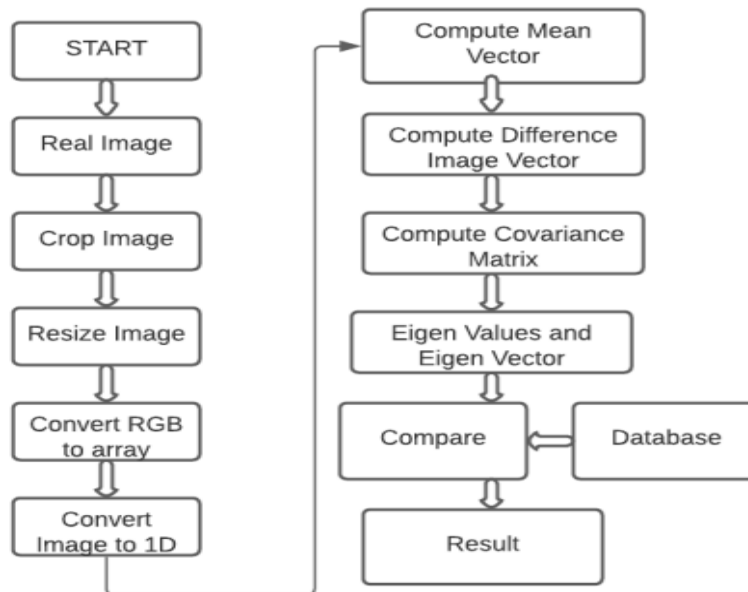 START
Real Image
Crop Image
Resize Image
Convert RGB
to array
Convert
Image to 1D
Compute Mean
Vector
Compute Difference
Image Vector
Compute Covariance
Matrix
Eigen Values and
Eigen Vector
Compare
Database
Result